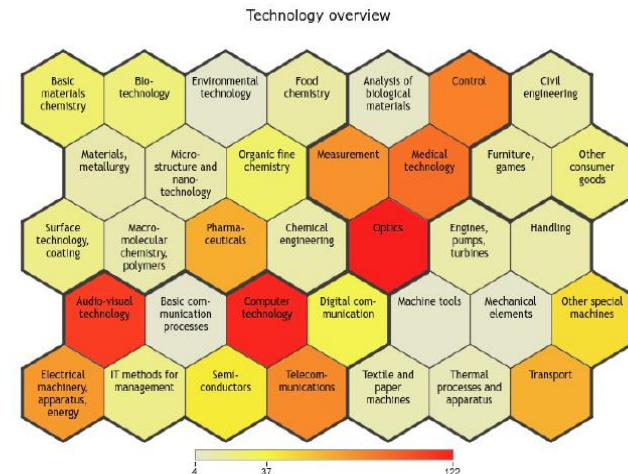 Technology overview
Basic
materials
chemistry
Bio-
technology
Environmental
technology
Food
chemistry
Analysis of
biological
materials
Control
Civil
engineering
Materials,
metallurgy
Micro-
structure and
nano-
technology
Organic fine
chemistry
Measurement
Medical
technology
Furniture,
games
Other
consumer
goods
Surface
technology,
coating
Macro-
molecular
chemistry,
polymers
Pharma-
ceuticals
Chemical
engineering
Optics
Engines,
pumps,
turbines
Handling
Audio-visual
technology
Basic com-
munication
processes
Computer
technology
Digital com-
munication
Machine tools
Mechanical
elements
Other special
machines
Electrical
machinery,
apparatus,
energy
IT methods for
management
Semi-
conductors
Telecom-
munications
Textile and
paper
machines
Thermal
processes and
apparatus
Transport
4 37 122